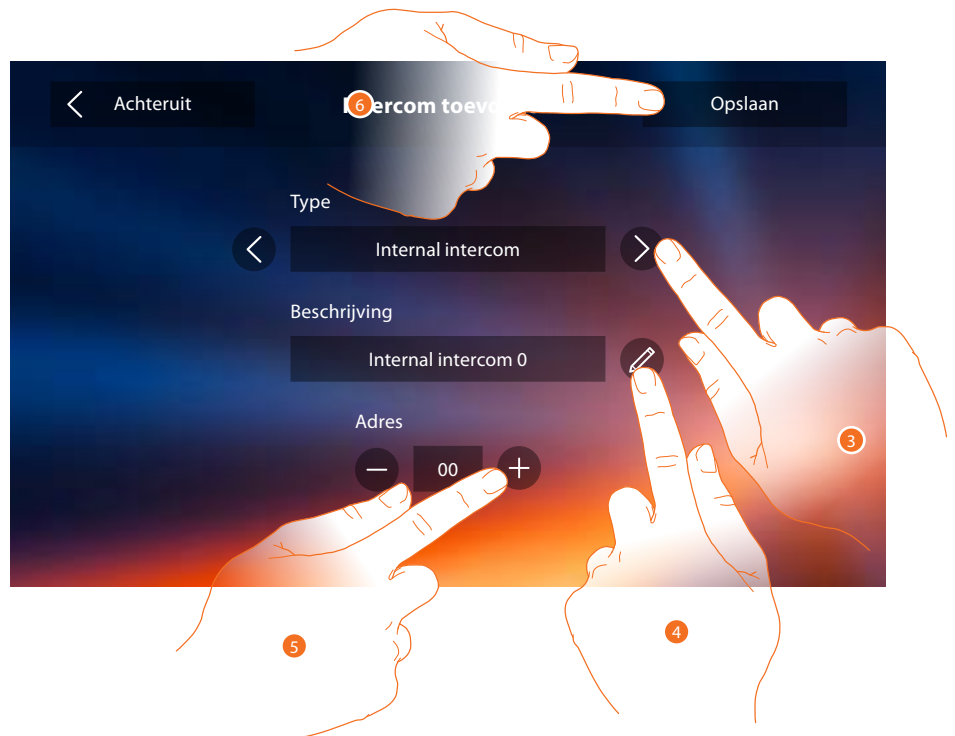 Achteruit
6
Opslaan
Type
Internal intercom
Beschrijving
Internal intercom 0
Adres
3
00
4
5